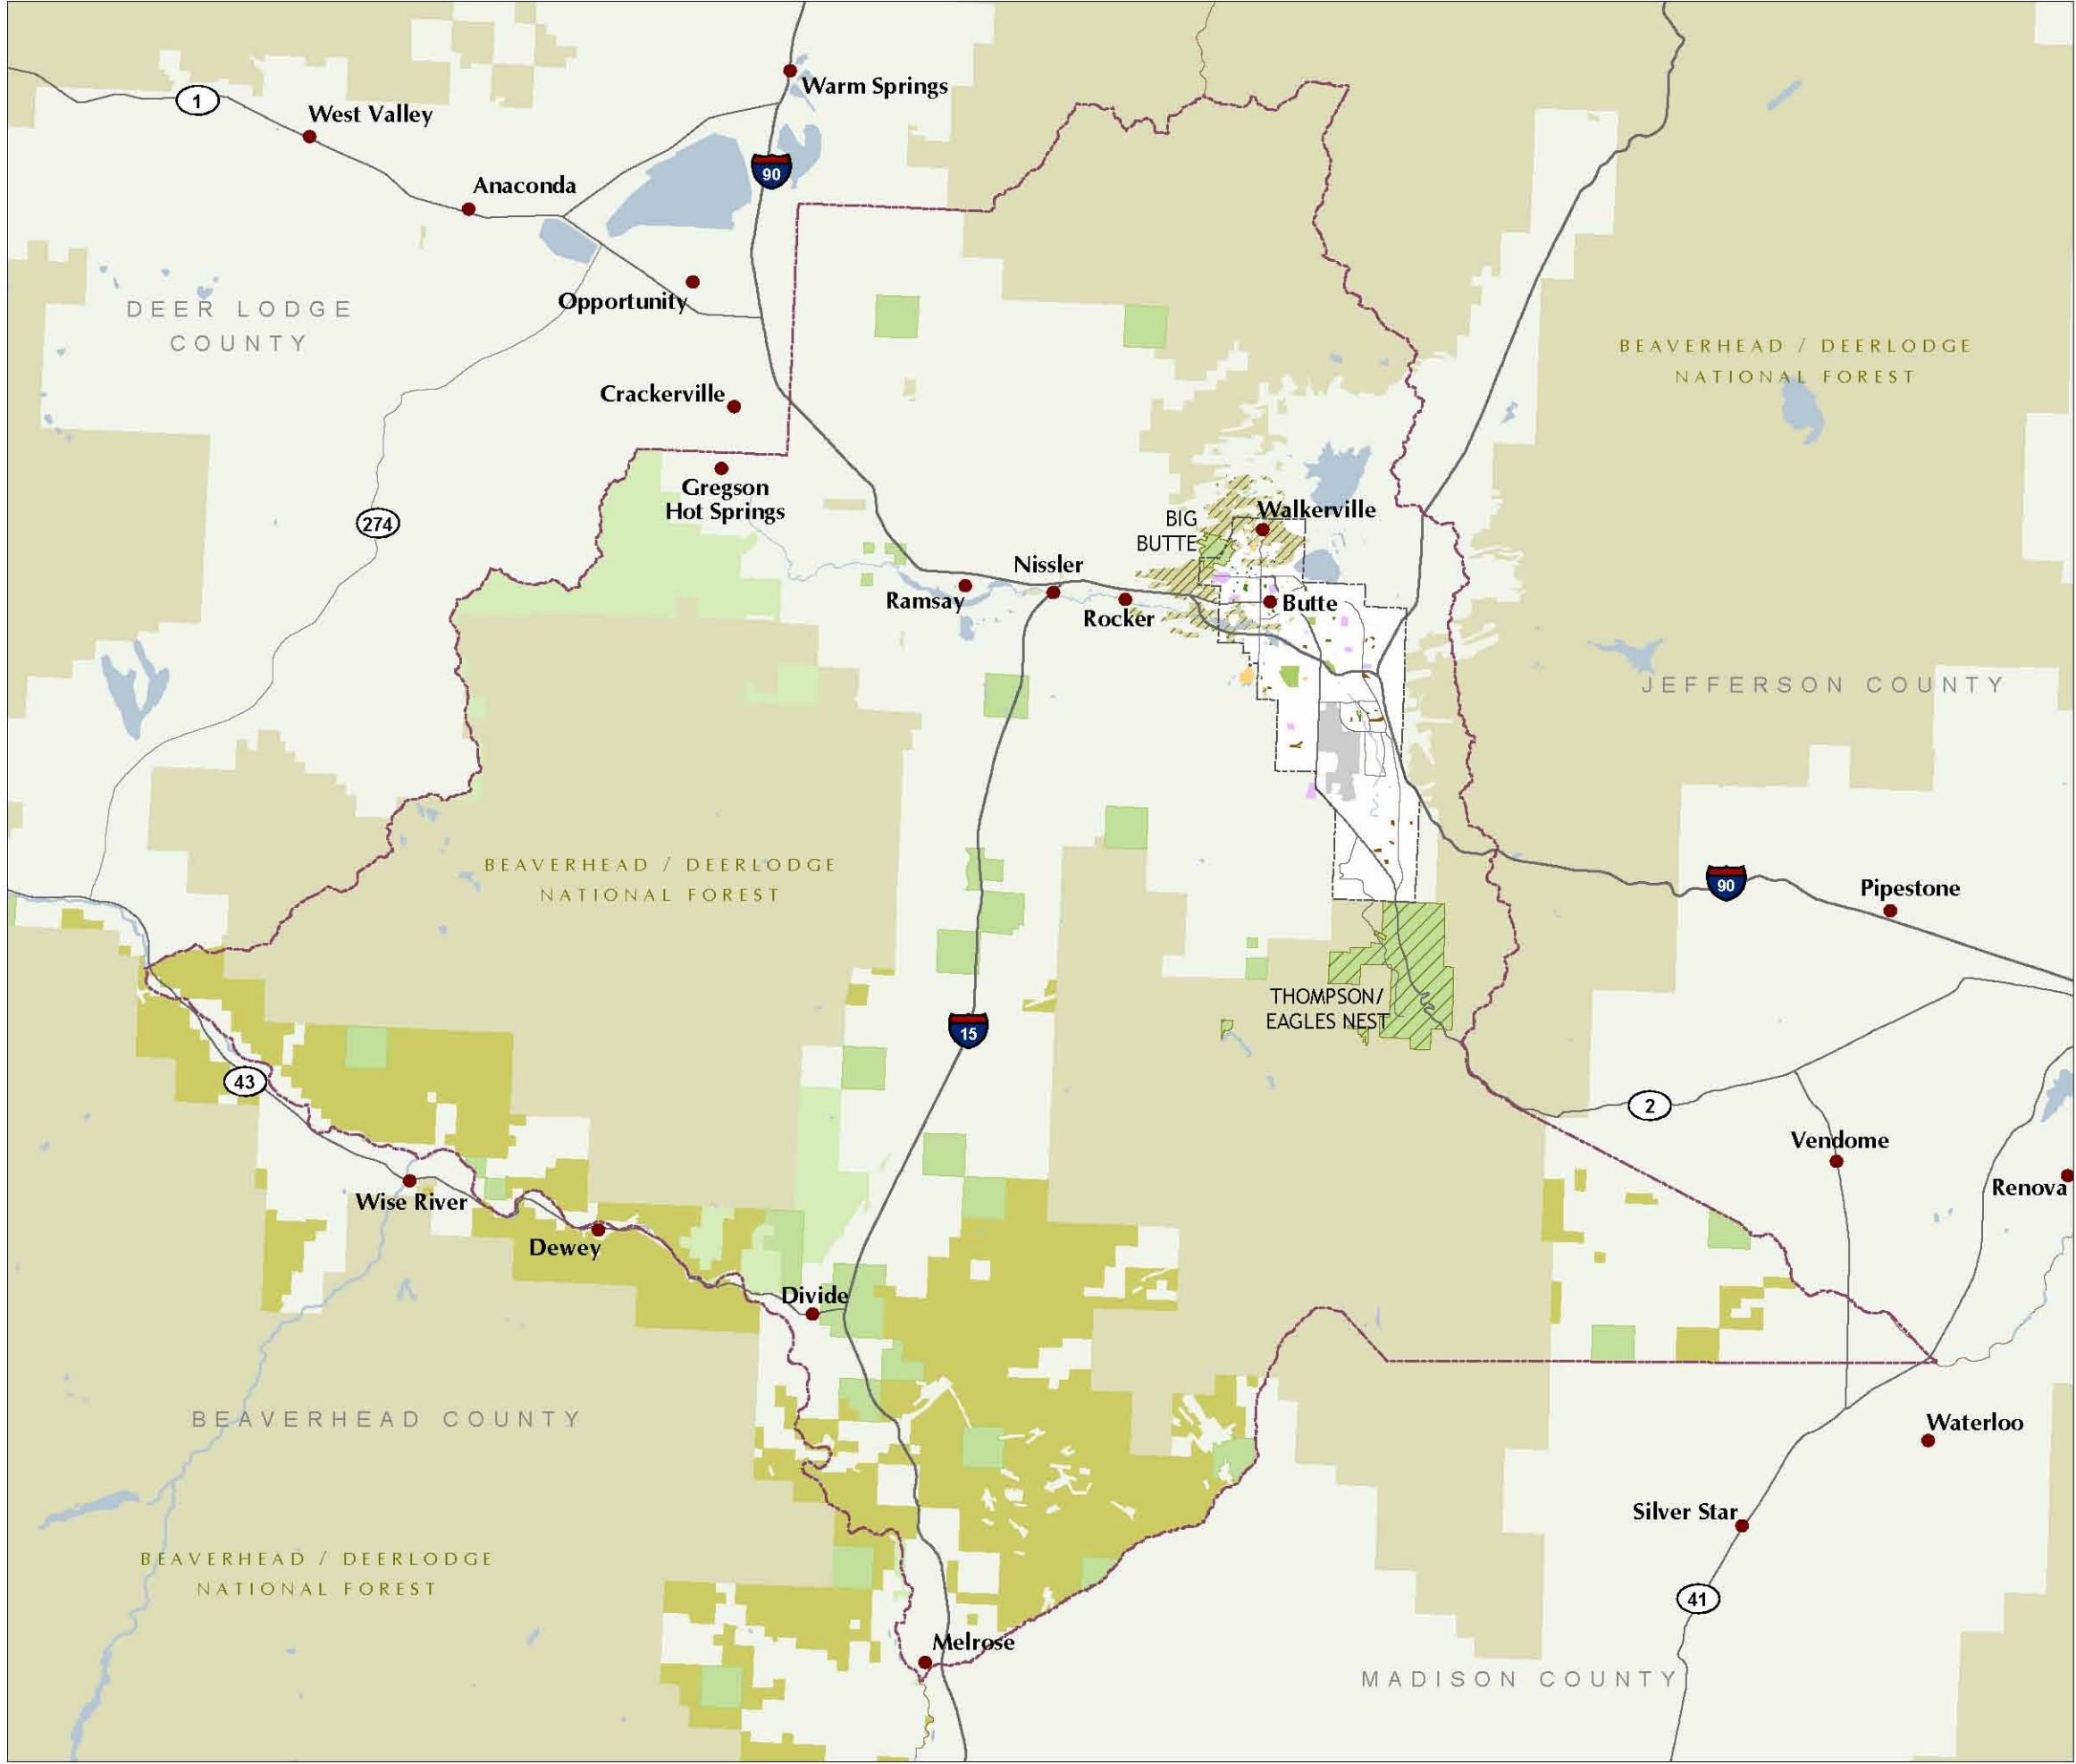 Warm Springs
1
West Valley
90
Anaconda
Opportunity
DEER LODGE
COUNTY
BEAVERHEAD / DEERLODGE
NATIONAL FOREST
Crackerville
Gregson
Hot Springs
274
BIG
BUTTE
Walkerville
Nissler
Ramsay
Rocker
Butte
JEFFERSON COUNTY
BEAVERHEAD / DEERLODGE
NATIONAL FOREST
90
Pipestone
THOMPSON/
EAGLES NEST
15
43
2
Vendome
Renova
Wise River
Dewey
Divide
BEAVERHEAD COUNTY
Waterloo
Silver Star
BEAVERHEAD / DEERLODGE
NATIONAL FOREST
41
Melrose
MADISON COUNTY